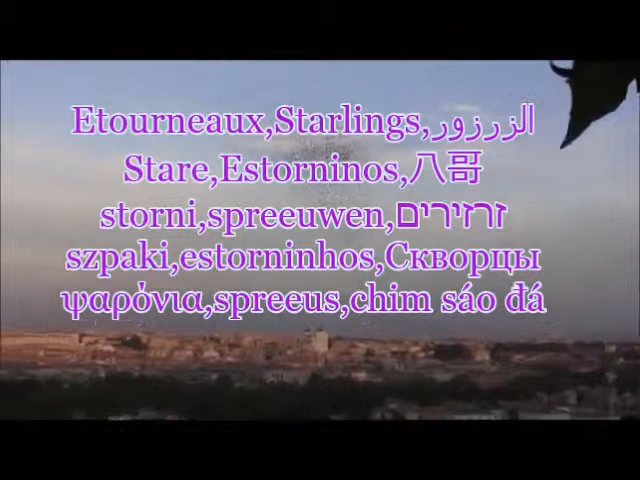 Etourneaux,Starlings,الزرزور
Stare,Estorninos,八哥
storni,spreeuwen,זרזירים
szpaki,estorninhos,Скворцы
ψαρόνια,spreeus,chim sáo đá